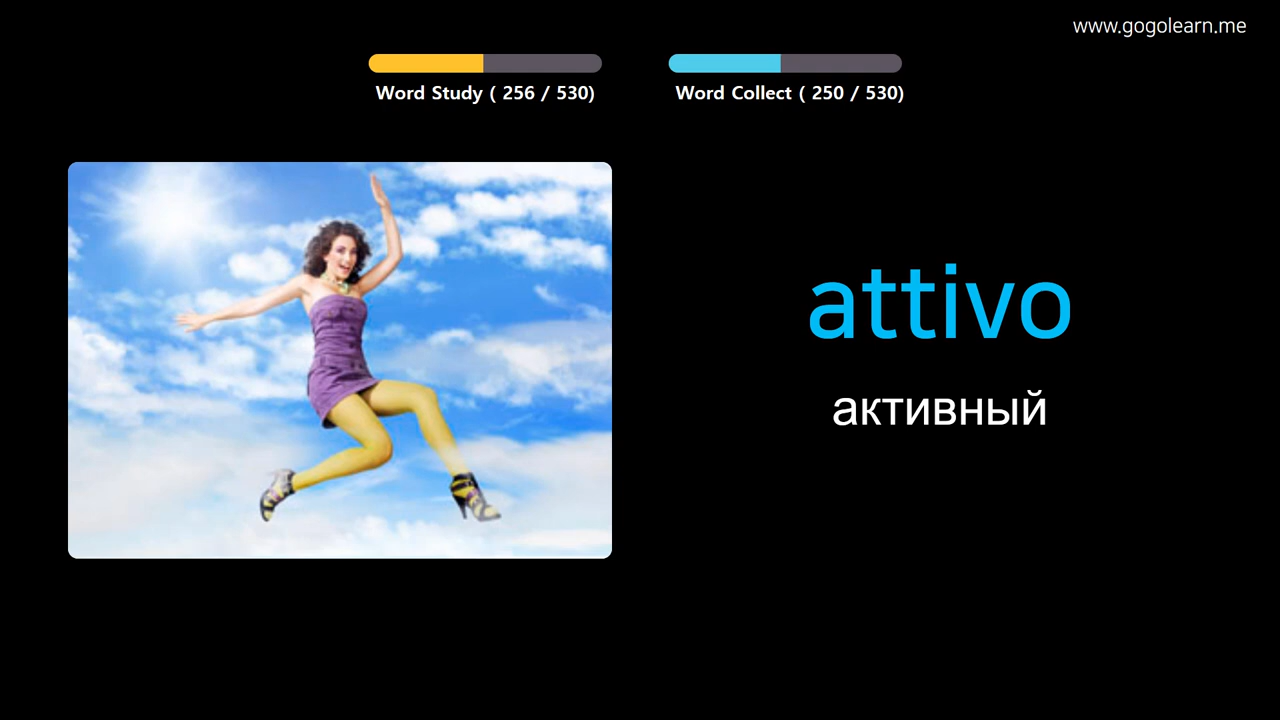 www.gogolearn.me
Word Study ( 256 / 530)
Word Collect ( 250 / 530)
attivo
активный